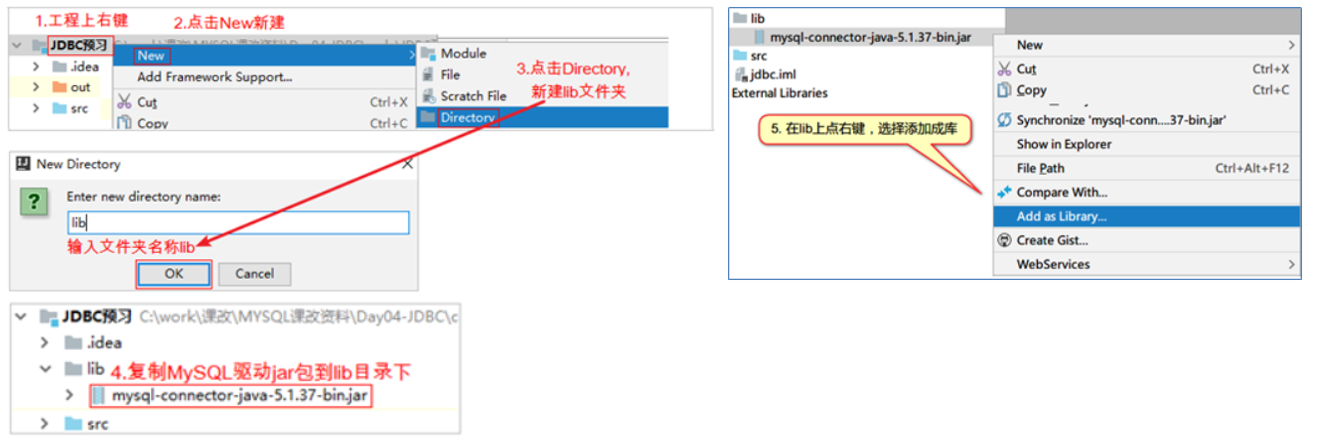 1.工程上右键
2.点击New新建
JDBC预习
.idea
out
src
New
Add Framework Support...
Cut Ctrl+X
Copy Ctrl+C
Module
File
Scratch File
Directory
3.点击Directory,
新建lib文件夹
New Directory
Enter new directory name:
lib
输入文件夹名称lib
OK
Cancel
JDBC预习 C:\work\课改\MYSQL课改资料\Day04-JDBC\c
.idea
lib
4.复制MySQL驱动jar包到lib目录下
mysql-connector-java-5.1.37-bin.jar
src
lib
mysql-connector-java-5.1.37-bin.jar
src
jdbc.iml
External Libraries
5. 在lib上点右键，选择添加成库
New
Cut Ctrl+X
Copy Ctrl+C
Synchronize 'mysql-conn....37-bin.jar'
Show in Explorer
File Path Ctrl+Alt+F12
Compare With...
Add as Library...
Create Gist...
WebServices